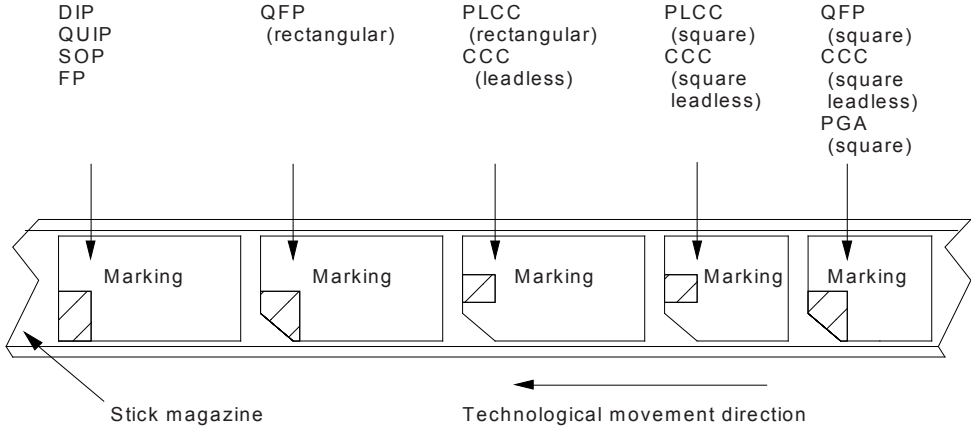 DIP
QUIP
SOP
FP
QFP
(rectangular)
PLCC
(rectangular)
CCC
(leadless)
PLCC
(square)
CCC
(square
leadless)
QFP
(square)
CCC
(square
leadless)
PGA
(square)
Marking
Marking
Marking
Marking
Marking
Stick magazine
Technological movement direction